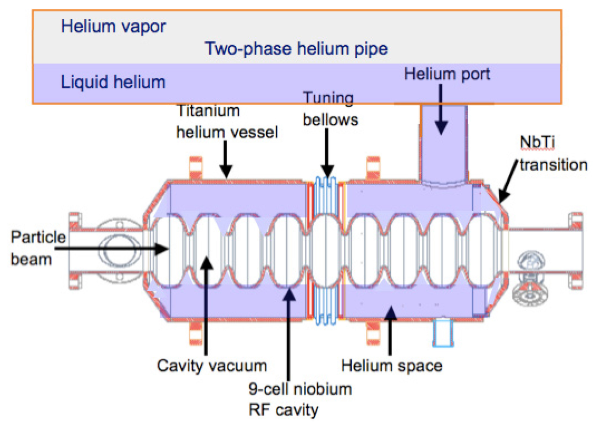 Helium vapor
Two-phase helium pipe
Liquid helium
Helium port
Titanium
helium vessel
Tuning
bellows
NbTi
transition
Particle
beam
Cavity vacuum
Helium space
9-cell niobium
RF cavity